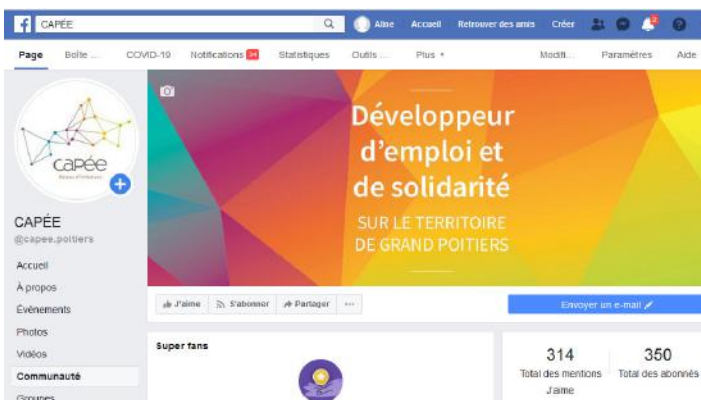 CAPÉE
Aline Accueil Retrouver des amis Créer 2
Page Boîte ... COVID-19 Notifications Statistiques Outils ... Plus Modifi... Paramètres Aide
Développeur
d'emploi et
de solidarité
SUR LE TERRITOIRE
DE GRAND POITIERS
capée
CAPÉE
@capee.poitiers
Accueil
À propos
Évènements
Photos
Vidéos
Communauté
Groupes
J'aime S'abonner Partager ... Envoyer un e-mail
Super fans
314 350
Total des mentions Total des abonnés
J'aime